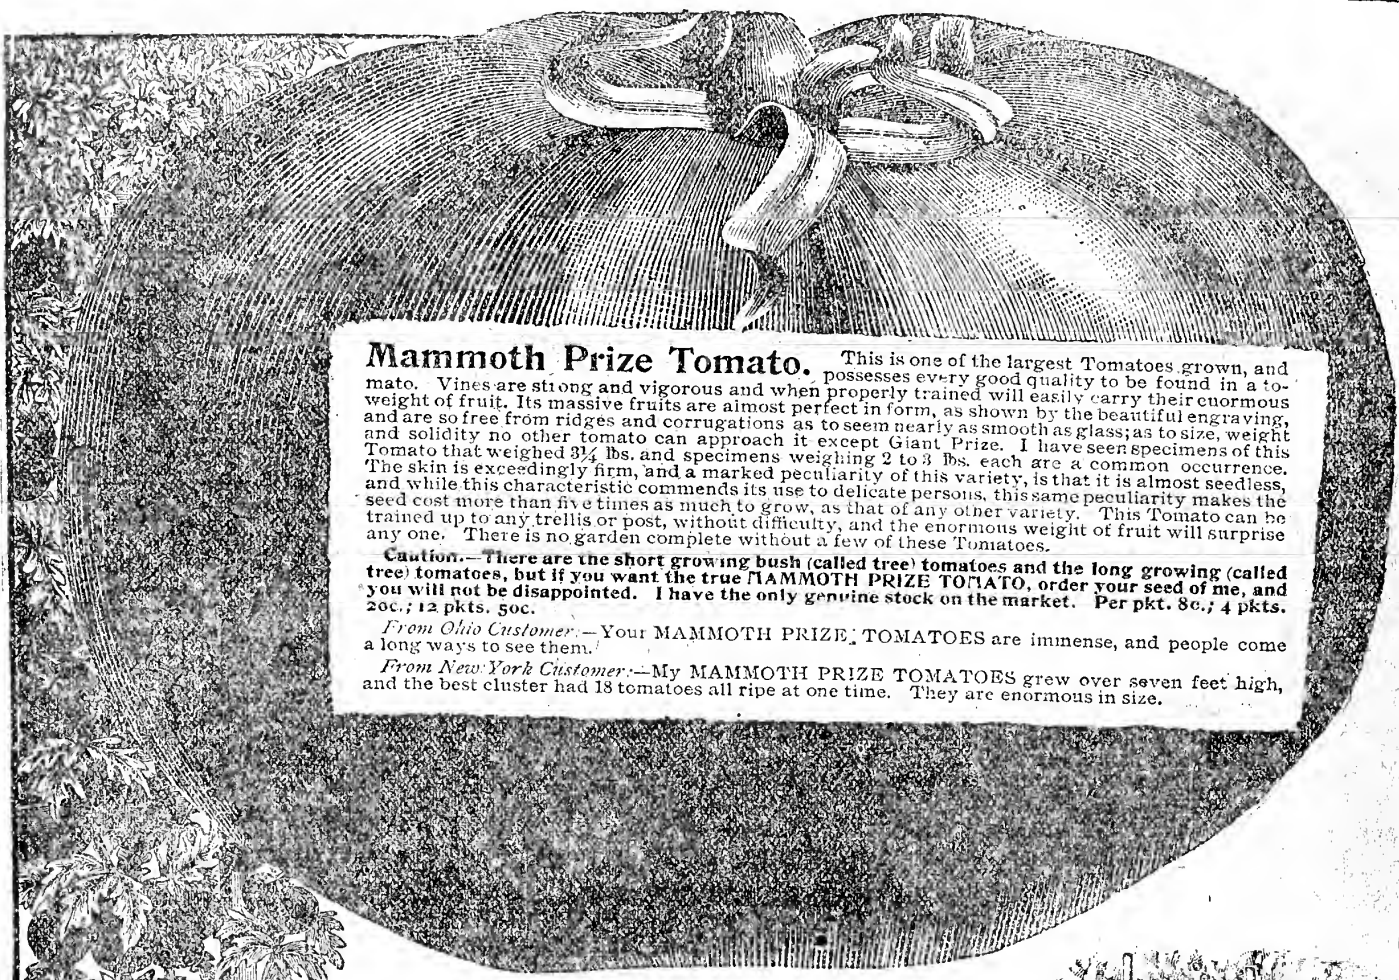 Mammoth Prize Tomato. This is one of the largest Tomatoes grown, and
possesses every good quality to be found in a to-
mato. Vines are strong and vigorous and when properly trained will easily carry their enormous
weight of fruit. Its massive fruits are almost perfect in form, as shown by the beautiful engraving,
and are so free from ridges and corrugations as to seem nearly as smooth as glass; as to size, weight
and solidity no other tomato can approach it except Giant Prize. I have seen specimens of this
Tomato that weighed 3¼ lbs. and specimens weighing 2 to 3 lbs. each are a common occurrence.
The skin is exceedingly firm, and a marked peculiarity of this variety, is that it is almost seedless,
and while this characteristic commends its use to delicate persons, this same peculiarity makes the
seed cost more than five times as much to grow, as that of any other variety. This Tomato can be
trained up to any trellis or post, without difficulty, and the enormous weight of fruit will surprise
any one. There is no garden complete without a few of these Tomatoes.
Caution.—There are the short growing bush (called tree) tomatoes and the long growing (called
tree) tomatoes, but if you want the true MAMMOTH PRIZE TOMATO, order your seed of me, and
you will not be disappointed. I have the only genuine stock on the market. Per pkt. 8c.; 4 pkts.
20c.; 12 pkts. 50c.
From Ohio Customer:—Your MAMMOTH PRIZE TOMATOES are immense, and people come
a long ways to see them.
From New York Customer:—My MAMMOTH PRIZE TOMATOES grew over seven feet high,
and the best cluster had 18 tomatoes all ripe at one time. They are enormous in size.